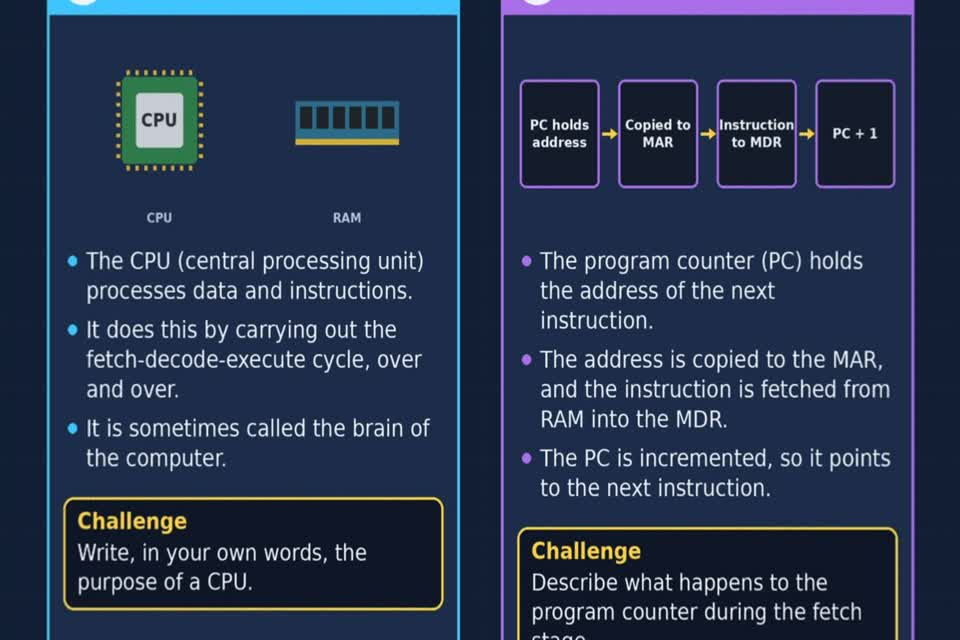 CPU
CPU
RAM
The CPU (central processing unit)
processes data and instructions.
It does this by carrying out the
fetch-decode-execute cycle, over
and over.
It is sometimes called the brain of
the computer.
Challenge
Write, in your own words, the
purpose of a CPU.
PC holds
address
Copied to
MAR
Instruction
to MDR
PC + 1
The program counter (PC) holds
the address of the next
instruction.
The address is copied to the MAR,
and the instruction is fetched from
RAM into the MDR.
The PC is incremented, so it points
to the next instruction.
Challenge
Describe what happens to the
program counter during the fetch
stage.